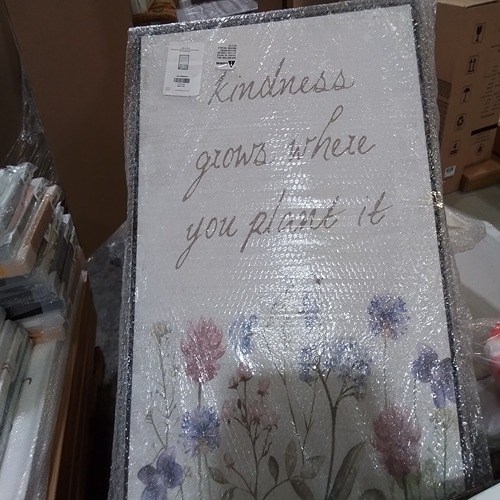 kindness
grows where
you plant it